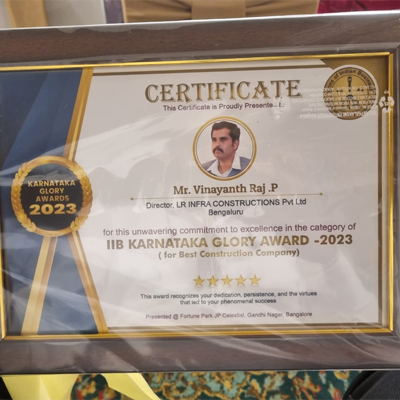 CERTIFICATE
This Certificate is Proudly Presented to
Mr. Vinayanth Raj .P
Director, LR INFRA CONSTRUCTIONS Pvt Ltd
Bengaluru
for this unwavering commitment to excellence in the category of
IIB KARNATAKA GLORY AWARD -2023
( for Best Construction Company)
This award recognizes your dedication, persistence, and the virtues
that led to your phenomenal success
Presented @ Fortune Park JP Celestial, Gandhi Nagar, Bangalore
KARNATAKA
GLORY
AWARDS
2023